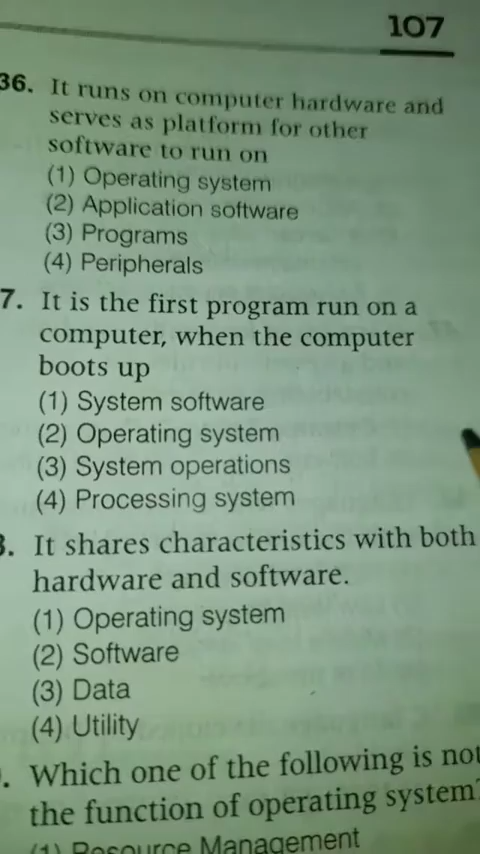 107
36. It runs on computer hardware and
serves as platform for other
software to run on
(1) Operating system
(2) Application software
(3) Programs
(4) Peripherals
7. It is the first program run on a
computer, when the computer
boots up
(1) System software
(2) Operating system
(3) System operations
(4) Processing system
. It shares characteristics with both
hardware and software.
(1) Operating system
(2) Software
(3) Data
(4) Utility
. Which one of the following is not
the function of operating system?
(1) Resource Management